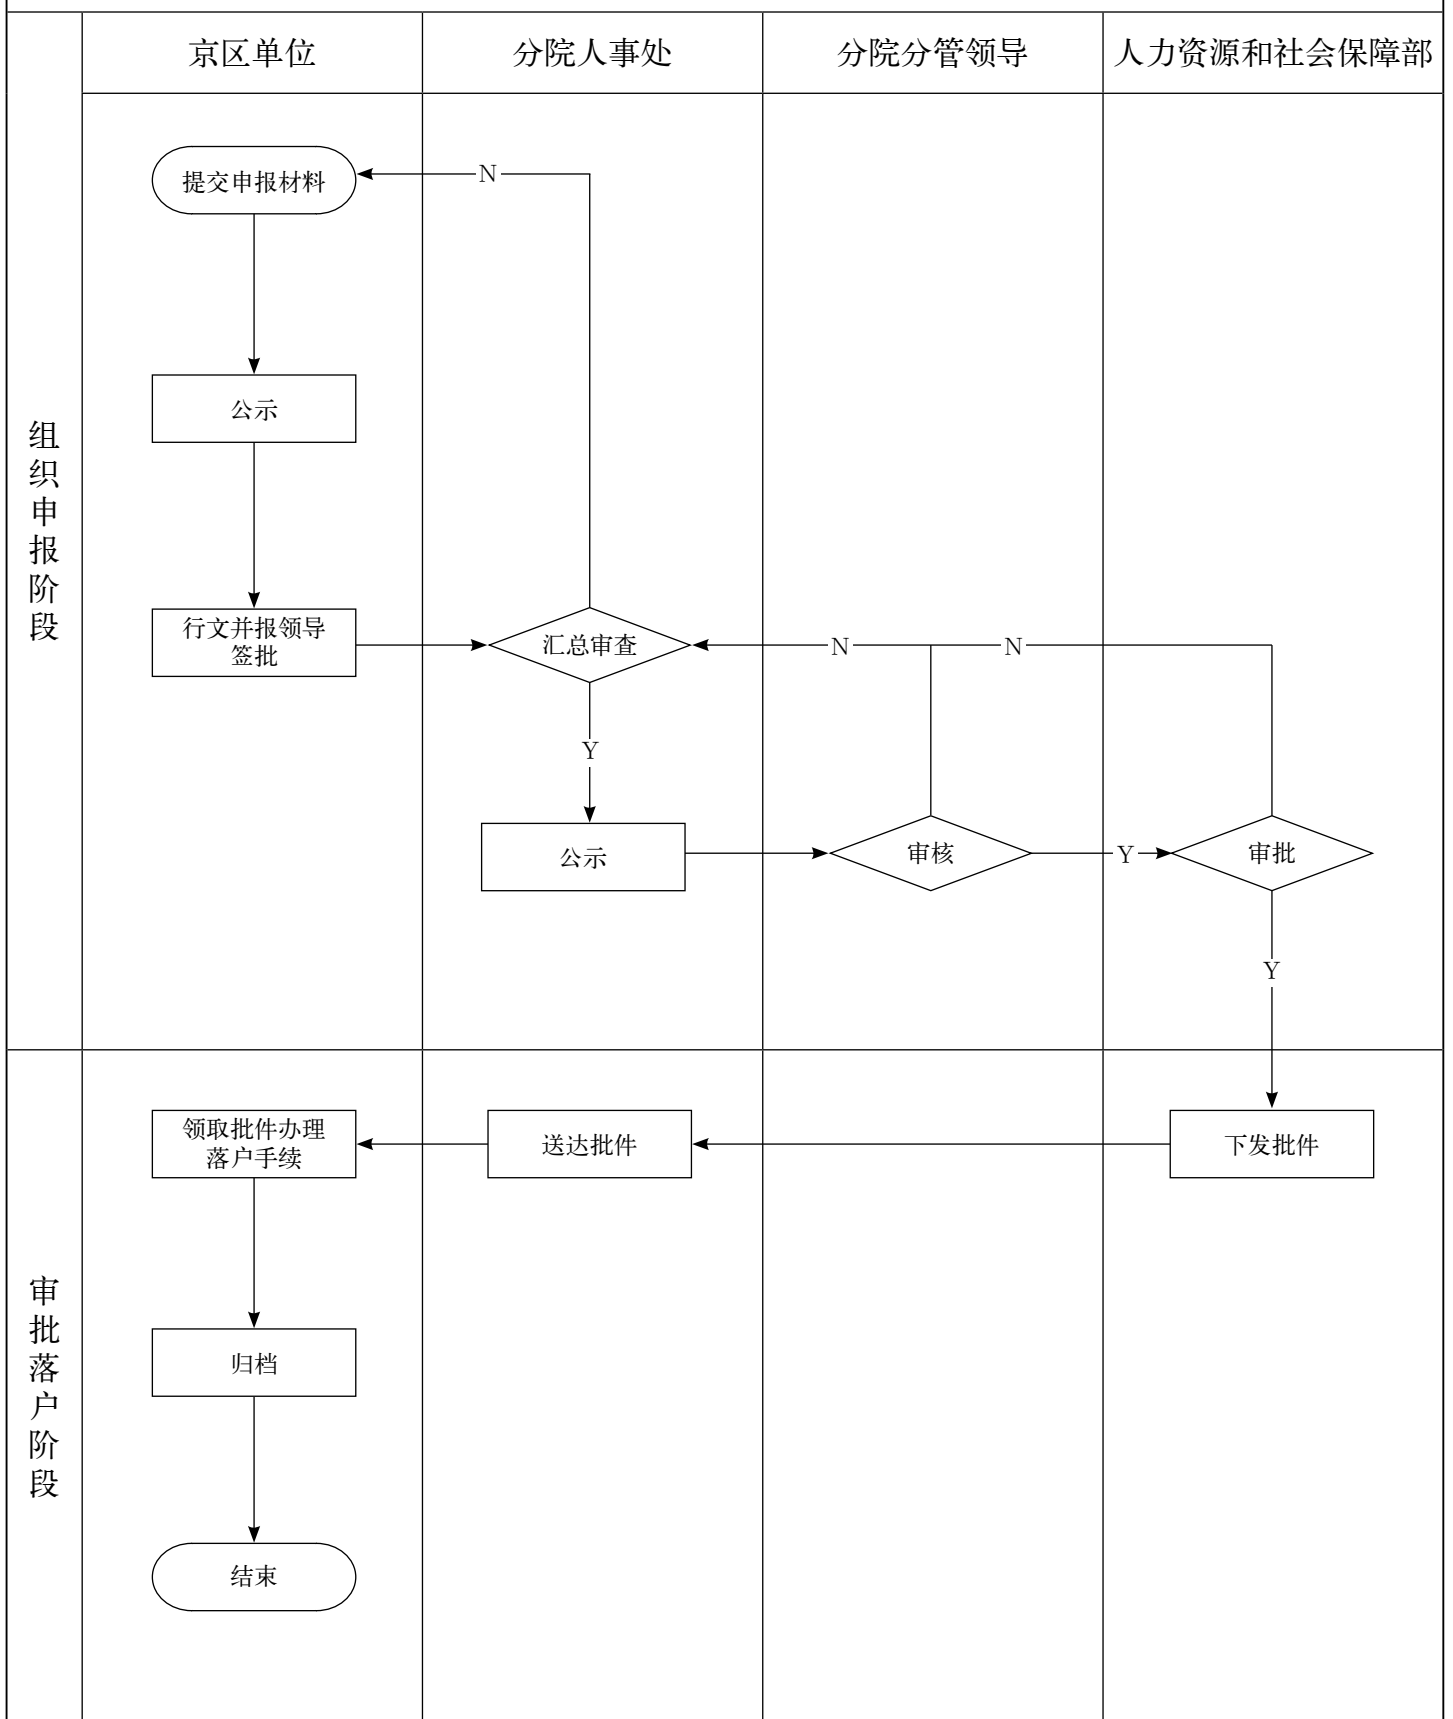 京区单位
分院人事处
分院分管领导
人力资源和社会保障部
组织申报阶段
提交申报材料
N
公示
行文并报领导
签批
汇总审查
N
N
Y
公示
审核
Y
审批
Y
审批落户阶段
领取批件办理
落户手续
送达批件
下发批件
归档
结束